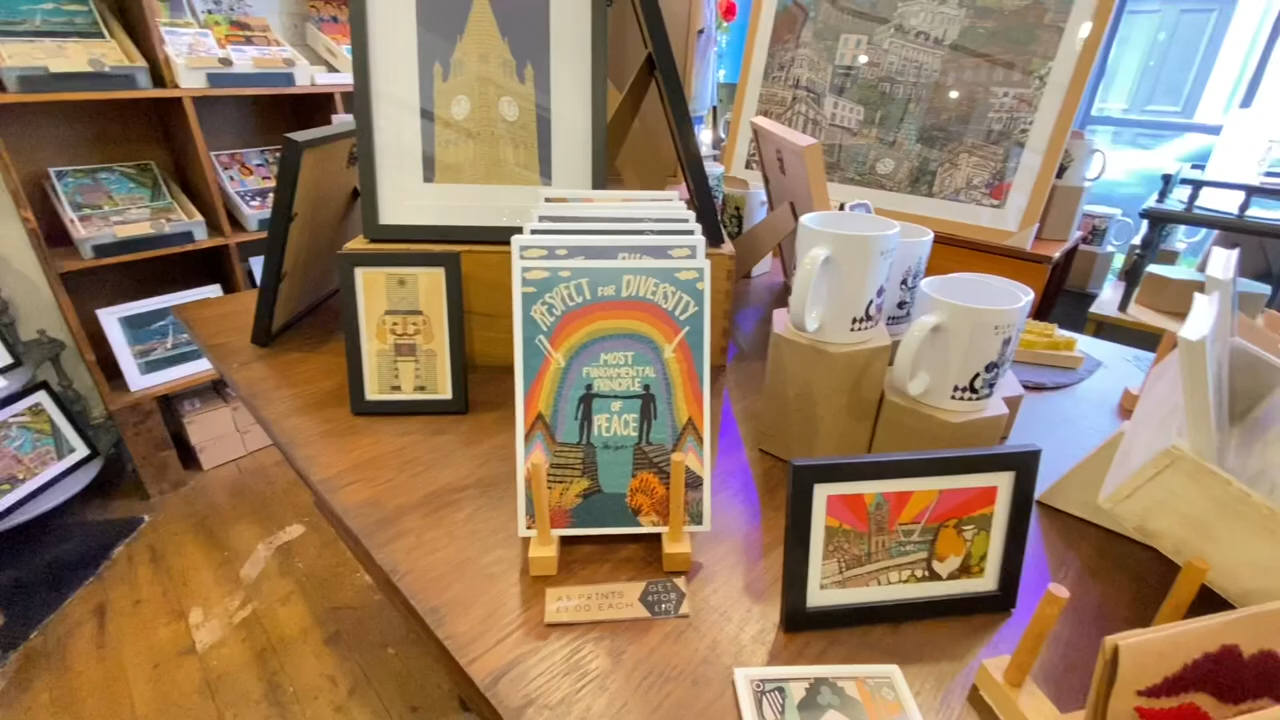 RESPECT FOR DIVERSITY
...MOST
FUNDAMENTAL
PRINCIPLE
OF
PEACE
A5 PRINTS
£3.00 EACH
GET
4 FOR
£10